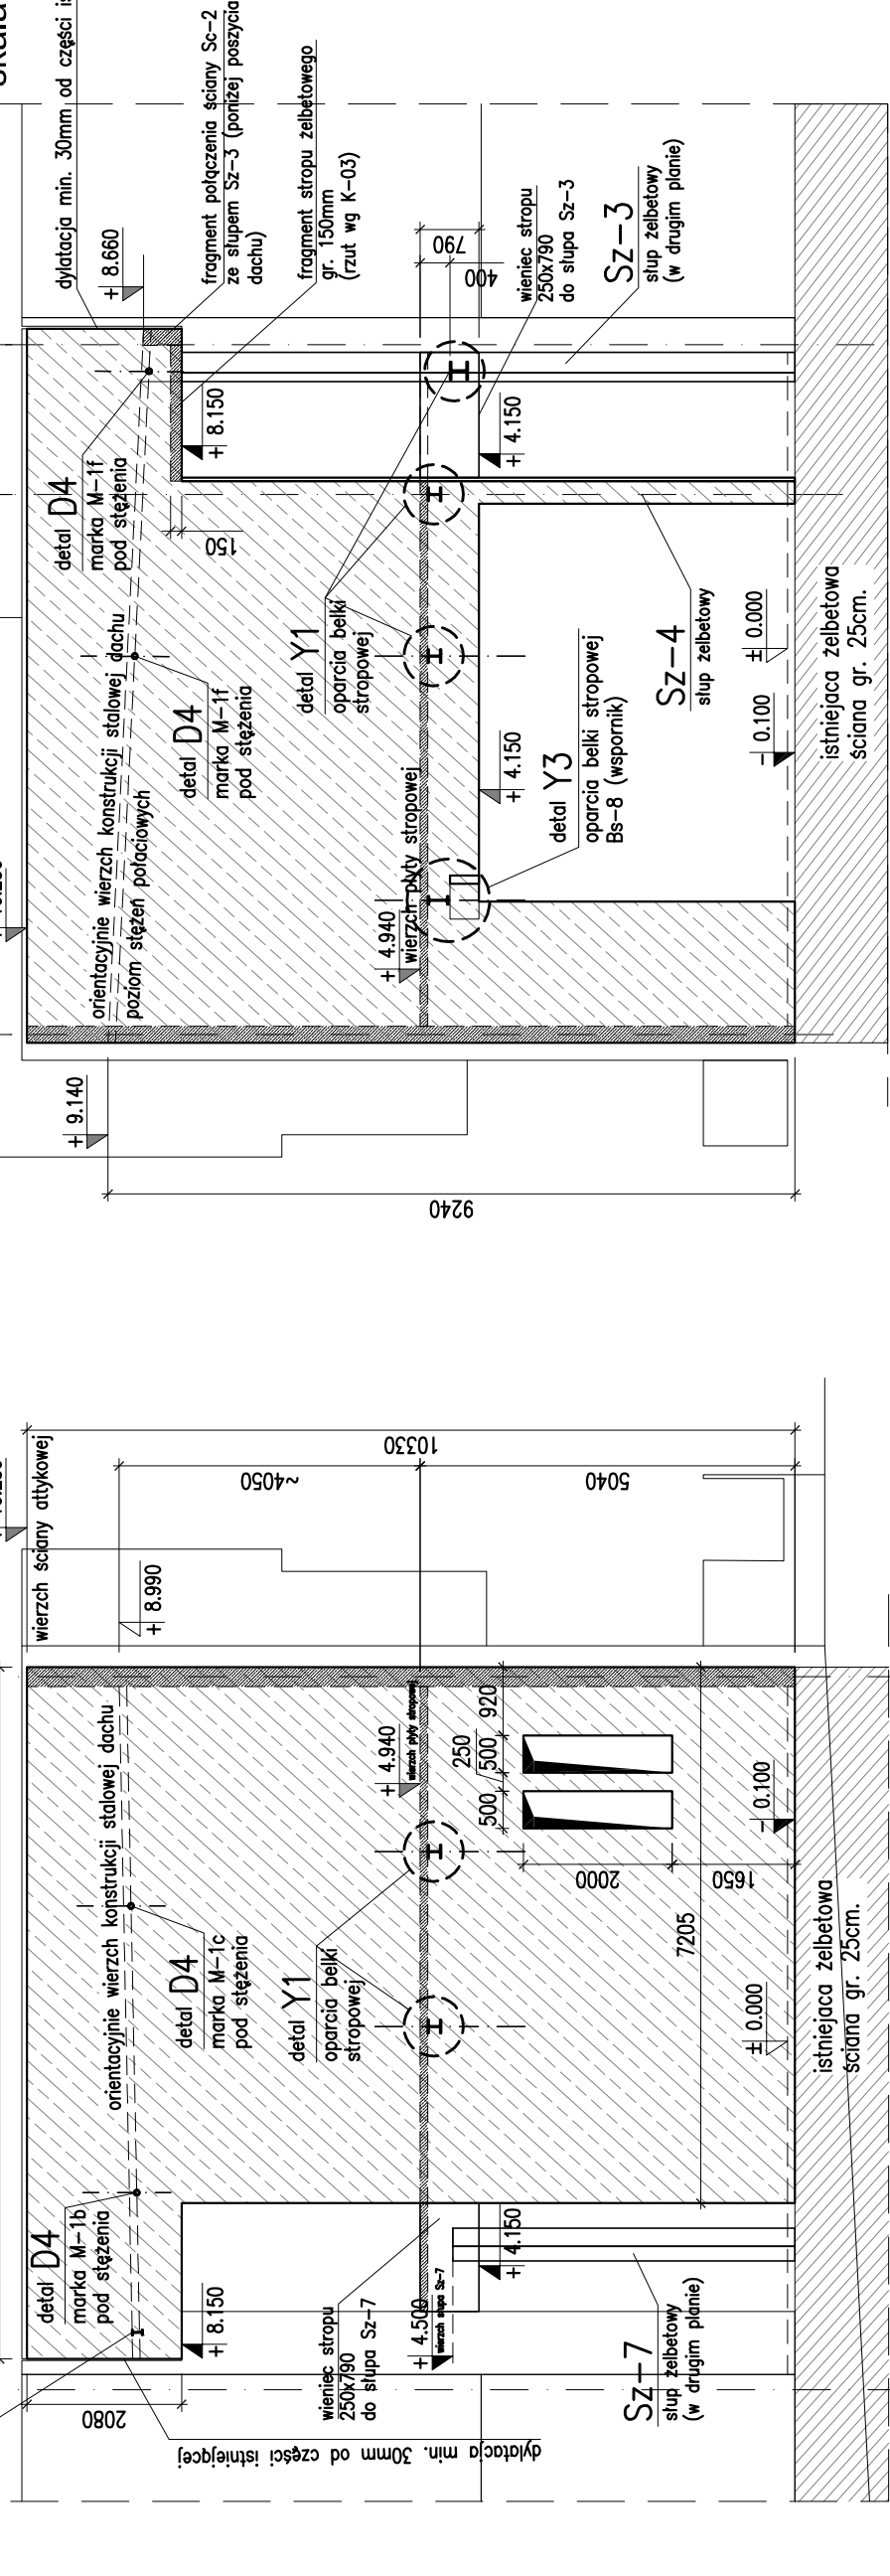 dylatacja min. 30mm od części
+ 8.660
fragment połączenia ściany Sc-2
ze słupem Sz-3 (poniżej poszycia
dachu)
fragment stropu żelbetowego
gr. 150mm
(rzut wg K-03)
790
400
wieniec stropu
250x790
do słupa Sz-3
Sz-3
słup żelbetowy
(w drugim planie)
detal D4
marka M-1f
pod stężenia
+ 8.150
150
+ 4.150
orientacyjnie wierzch konstrukcji stalowej dachu
poziom stężeń połaciowych
detal D4
marka M-1f
pod stężenia
detal Y1
oparcia belki
stropowej
+ 4.940
wierzch płyty stropowej
+ 4.150
detal Y3
oparcia belki stropowej
Bs-8 (wspornik)
Sz-4
słup żelbetowy
- 0.100
± 0.000
istniejaca żelbetowa
ściana gr. 25cm.
+ 9.140
9240
wierzch ściany attykowej
10330
~4050
5040
+ 8.990
orientacyjnie wierzch konstrukcji stalowej dachu
detal D4
marka M-1c
pod stężenia
detal Y1
oparcia belki
stropowej
+ 4.940
wierzch płyty stropowej
500
250
500
920
2000
1650
7205
- 0.100
± 0.000
istniejaca żelbetowa
ściana gr. 25cm.
detal D4
marka M-1b
pod stężenia
+ 8.150
2080
wieniec stropu
250x790
do słupa Sz-7
+ 4.500
wierzch słupa Sz-7
+ 4.150
Sz-7
słup żelbetowy
(w drugim planie)
dylatacja min. 30mm od części istniejącej